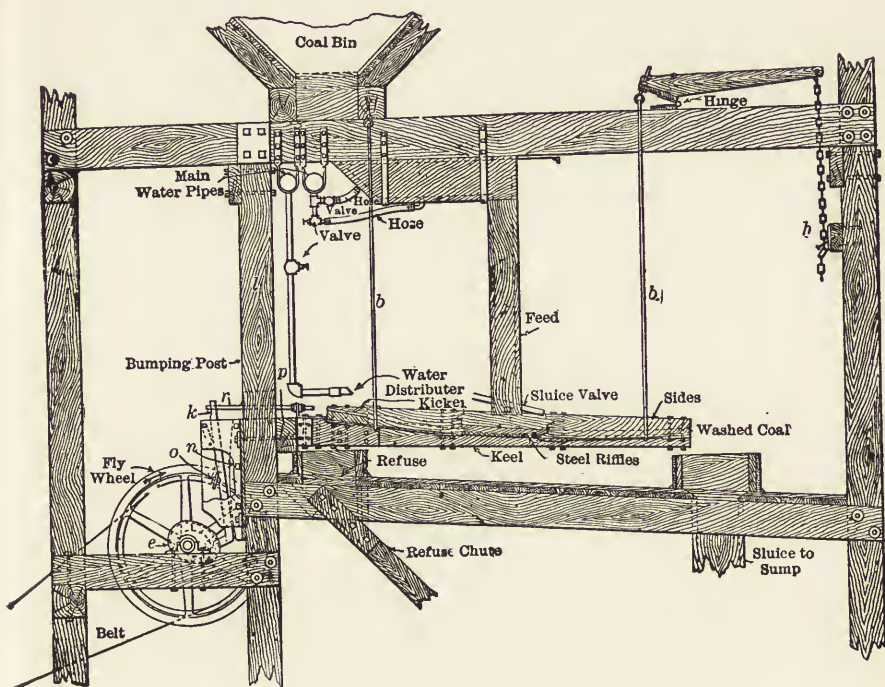 Coal Bin
Hinge
Main
Water Pipes
Hose
Valve
Hose
Valve
h
l
b
b
Feed
Bumping Post
p
Water
Distributer
Kicker
Sluice Valve
Sides
r
k
Washed Coal
n
o
Fly
Wheel
Refuse
Keel
Steel Riffles
e
Refuse Chute
Sluice to
Sump
Belt